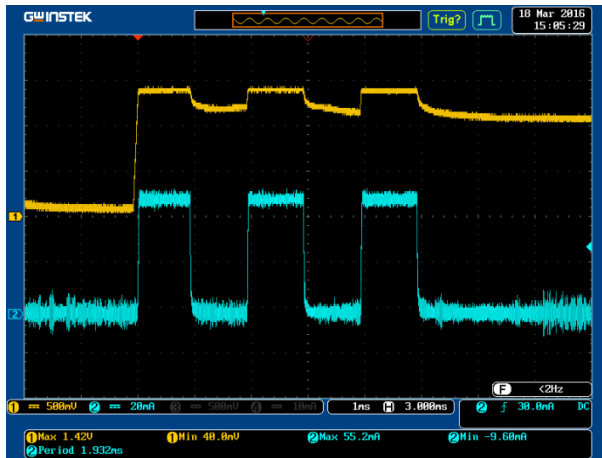 GWINSTEK
Trig?
18 Mar 2016
15:05:29
1
2
F <2Hz
1 500mV 2 20mA 3 500mV 4 10mA 1ms H 3.000ms 2 30.0mA DC
1 Max 1.42V 1 Min 40.0mV 2 Max 55.2mA 2 Min -9.60mA
2 Period 1.932ms